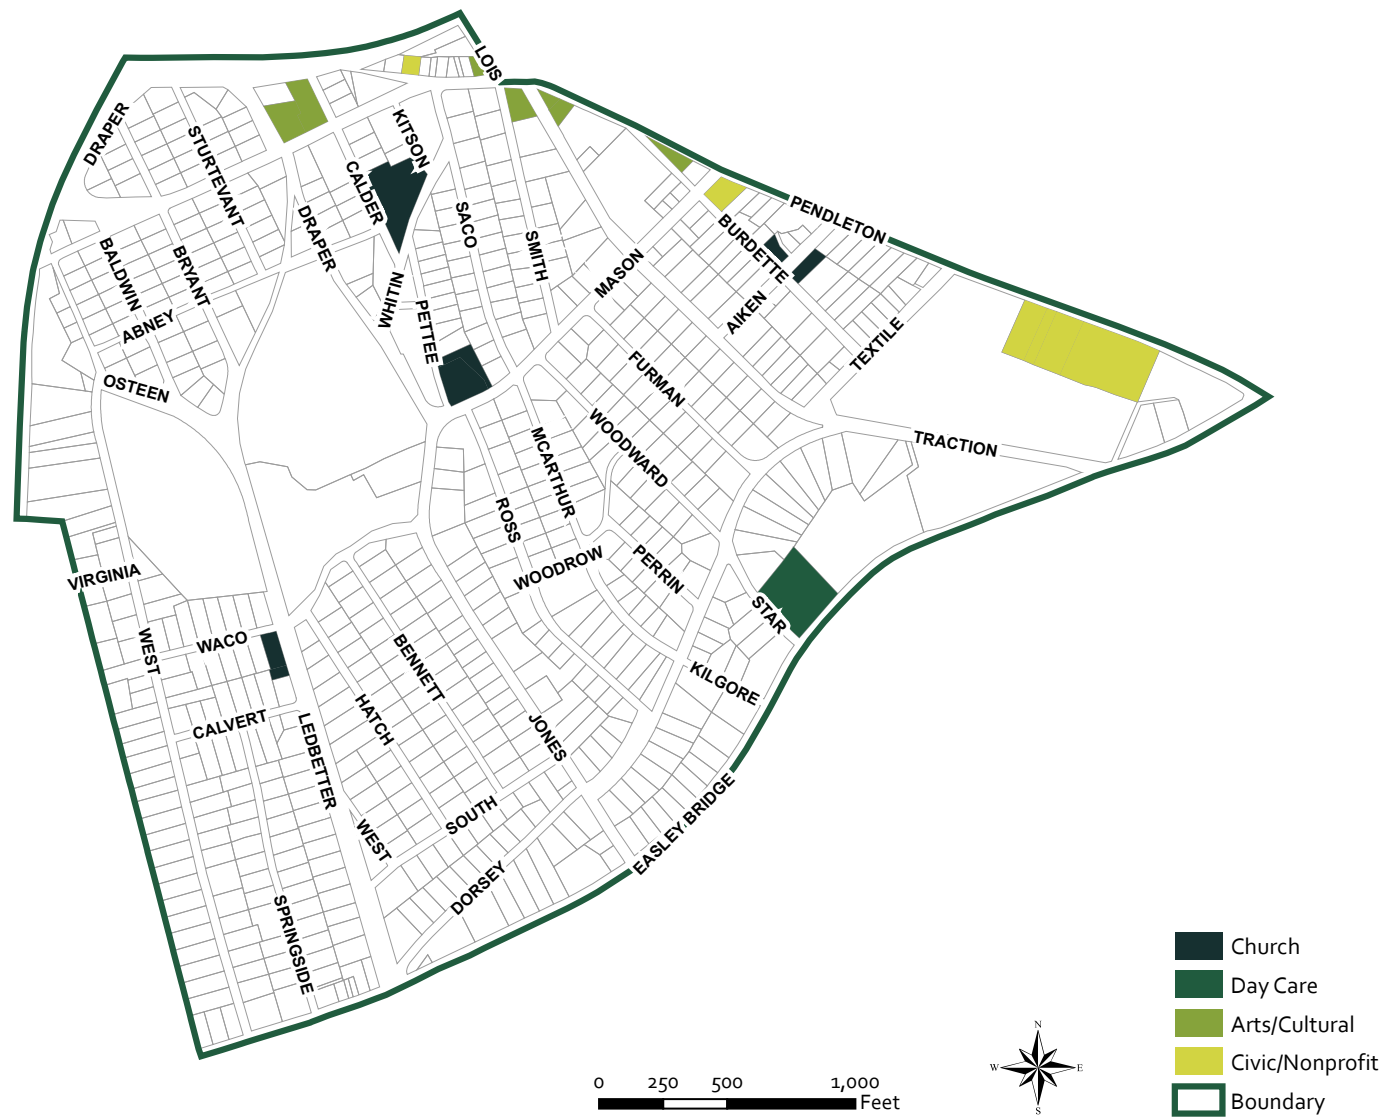 LOIS
DRAPER
STURTEVANT
KITSON
CALDER
SACO
SMITH
DRAPER
PENDLETON
BURDETTE
MASON
AIKEN
BALDWIN
BRYANT
ABNEY
WHITIN
PETTEE
TEXTILE
OSTEEN
FURMAN
WOODWARD
MCARTHUR
TRACTION
ROSS
WOODROW
PERRIN
STAR
VIRGINIA
WEST
WACO
BENNETT
KILGORE
CALVERT
HATCH
JONES
LEDBETTER
WEST
SOUTH
DORSEY
EASLEY BRIDGE
SPRINGSIDE
Church
Day Care
Arts/Cultural
Civic/Nonprofit
Boundary
N
W E
S
0 250 500 1,000
Feet